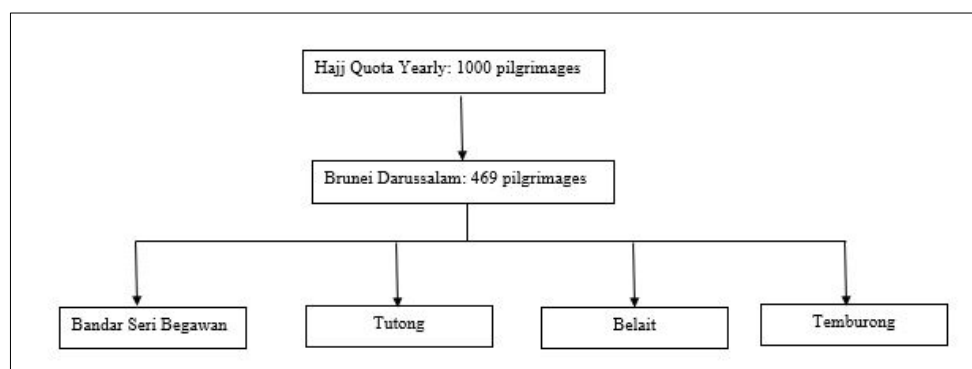 Hajj Quota Yearly: 1000 pilgrimages
Brunei Darussalam: 469 pilgrimages
Bandar Seri Begawan
Tutong
Belait
Temburong